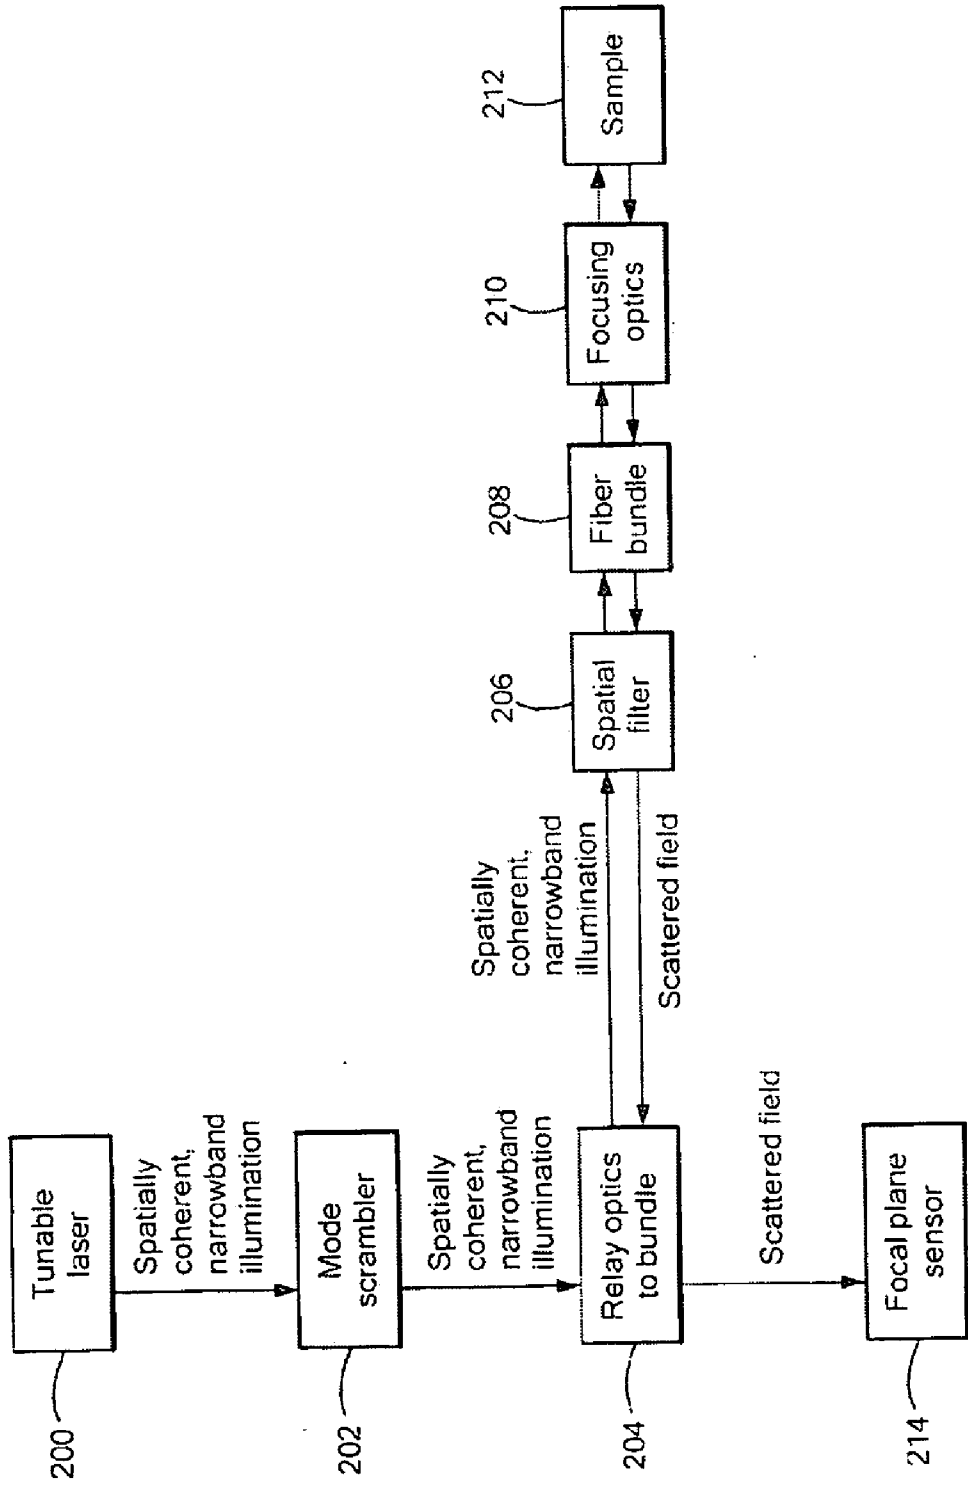 200
Tunable
laser
Spatially
coherent,
narrowband
illumination
202
Mode
scrambler
Spatially
coherent,
narrowband
illumination
204
Relay optics
to bundle
Spatially
coherent,
narrowband
illumination
Scattered field
206
Spatial
filter
208
Fiber
bundle
210
Focusing
optics
212
Sample
Scattered field
214
Focal plane
sensor